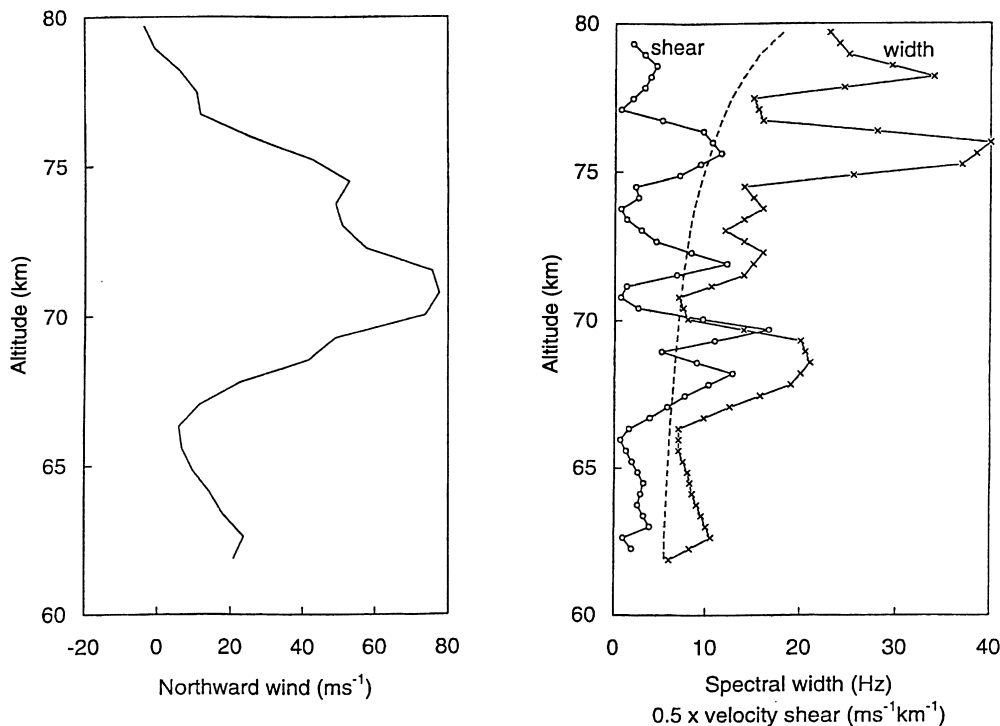 80
75
70
65
60
Altitude (km)
-20 0 20 40 60 80
Northward wind (ms⁻¹)
80
75
70
65
60
Altitude (km)
shear
width
0 10 20 30 40
Spectral width (Hz)
0.5 x velocity shear (ms⁻¹km⁻¹)